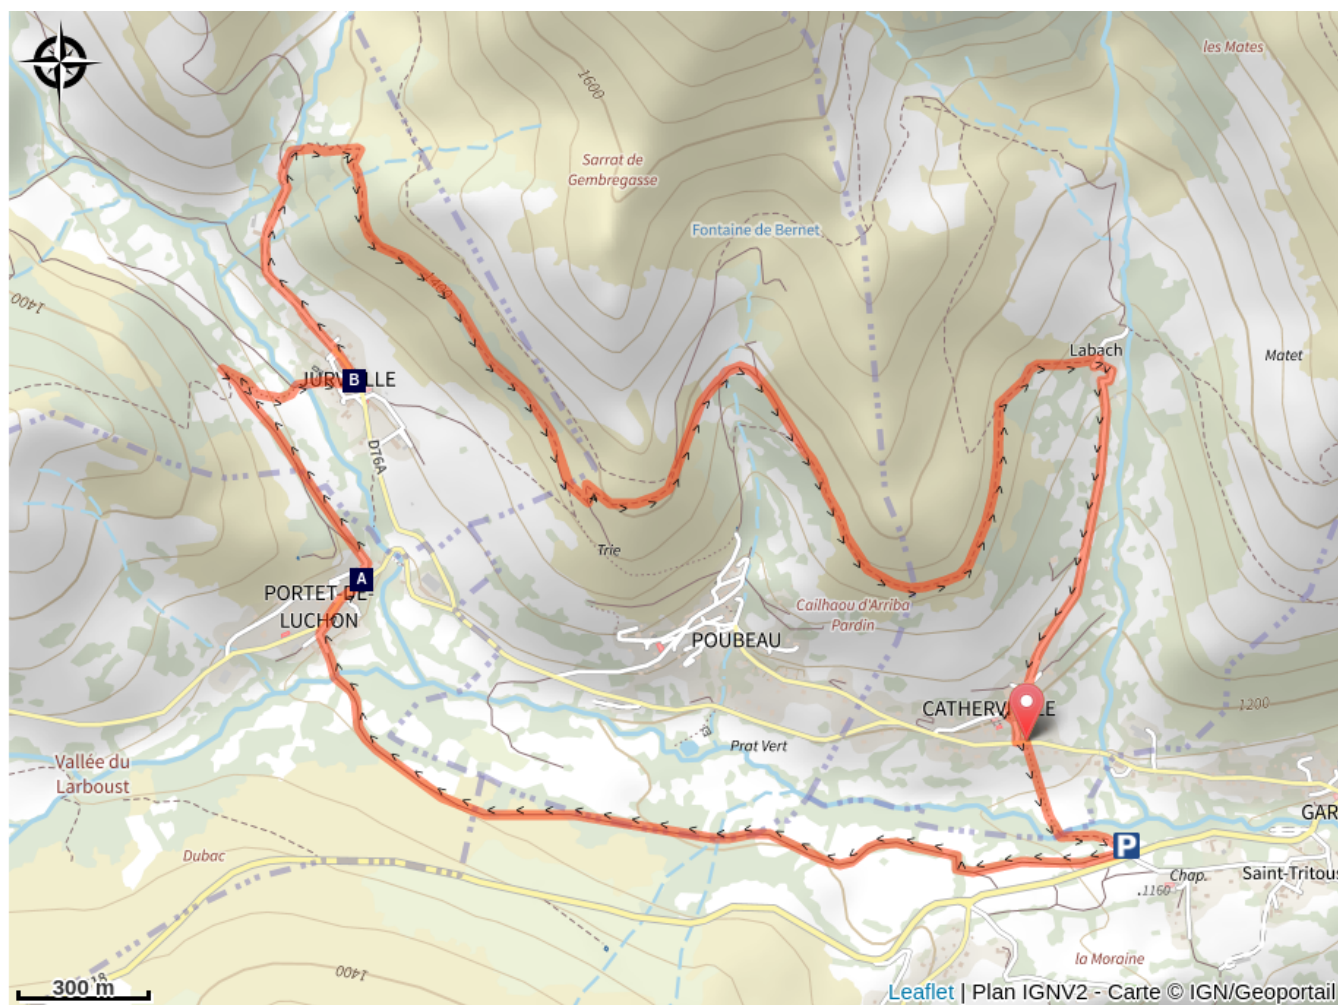 les Mates
1600
Sarrat de
Gembregasse
Fontaine de Bernet
1400
1400
Labach
Matet
B
D76A
Trie
A
PORTET-DE-
LUCHON
Cailhaou d'Arriba
Pardin
POUBEAU
1200
Prat Vert
Vallée du
Larboust
GAR
P
Dubac
Chap.
Saint-Tritous
.1160
la Moraine
1400
300 m
Leaflet | Plan IGNV2 - Carte © IGN/Geoportail